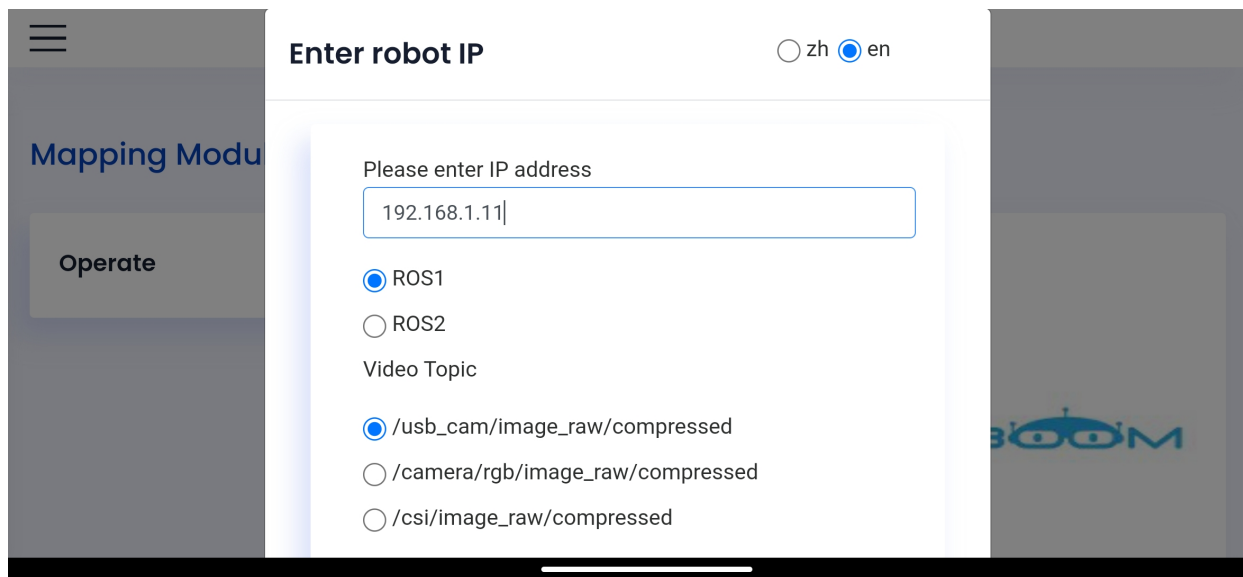 Enter robot IP
zh en
Mapping Modu
Please enter IP address
192.168.1.11
Operate
ROS1
ROS2
Video Topic
/usb_cam/image_raw/compressed
/camera/rgb/image_raw/compressed
/csi/image_raw/compressed
BOOM